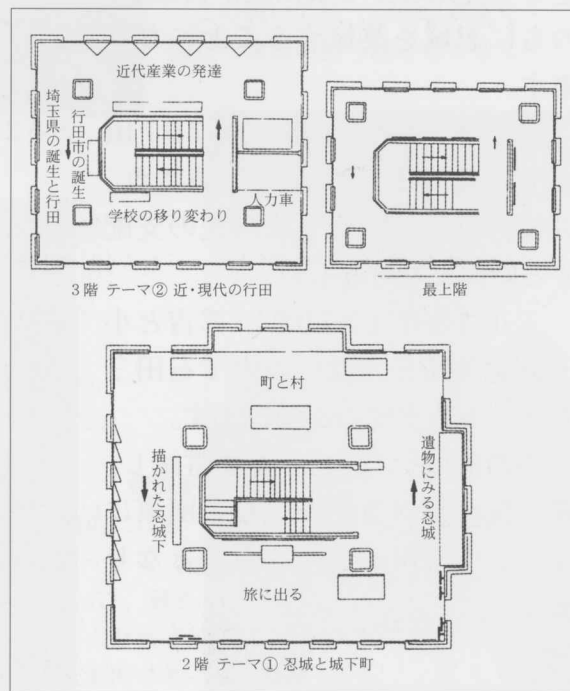 近代産業の発達
埼玉県の誕生と行田
行田市の誕生
人力車
学校の移り変わり
3階 テーマ② 近・現代の行田
最上階
町と村
描かれた忍城下
遺物にみる忍城
旅に出る
2階 テーマ① 忍城と城下町